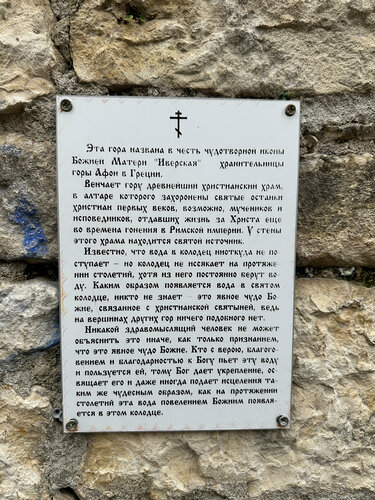 Эта гора названа в честь чудотворной иконы
Божией Матери "Иверская" хранительницы
горы Афон в Греции.
Венчает гору древнейший христианский храм,
в алтаре которого захоронены святые останки
христиан первых веков, возможно, мучеников и
исповедников, отдавших жизнь за Христа еще
во времена гонения в Римской империи. У стены
этого храма находится святой источник.
Известно, что вода в колодец ниоткуда не по
ступает – но колодец не иссякает на протяже-
нии столетий, хотя из него постоянно берут во-
ду. Каким образом появляется вода в святом
колодце, никто не знает – это явное чудо Бо-
жие, связанное с христианской святыней, ведь
на вершинах других гор ничего подобного нет.
Никакой здравомыслящий человек не может
объяснить это иначе, как только признанием,
что это явное чудо Божие. Кто с верою, благого-
вением и благодарностью к Богу пьет эту воду
и пользуется ей, тому Бог дает укрепление, ос-
вящает его и даже иногда подает исцеления та-
ким же чудесным образом, как на протяжении
столетий эта вода повелением Божиим появля-
ется в этом колодце.